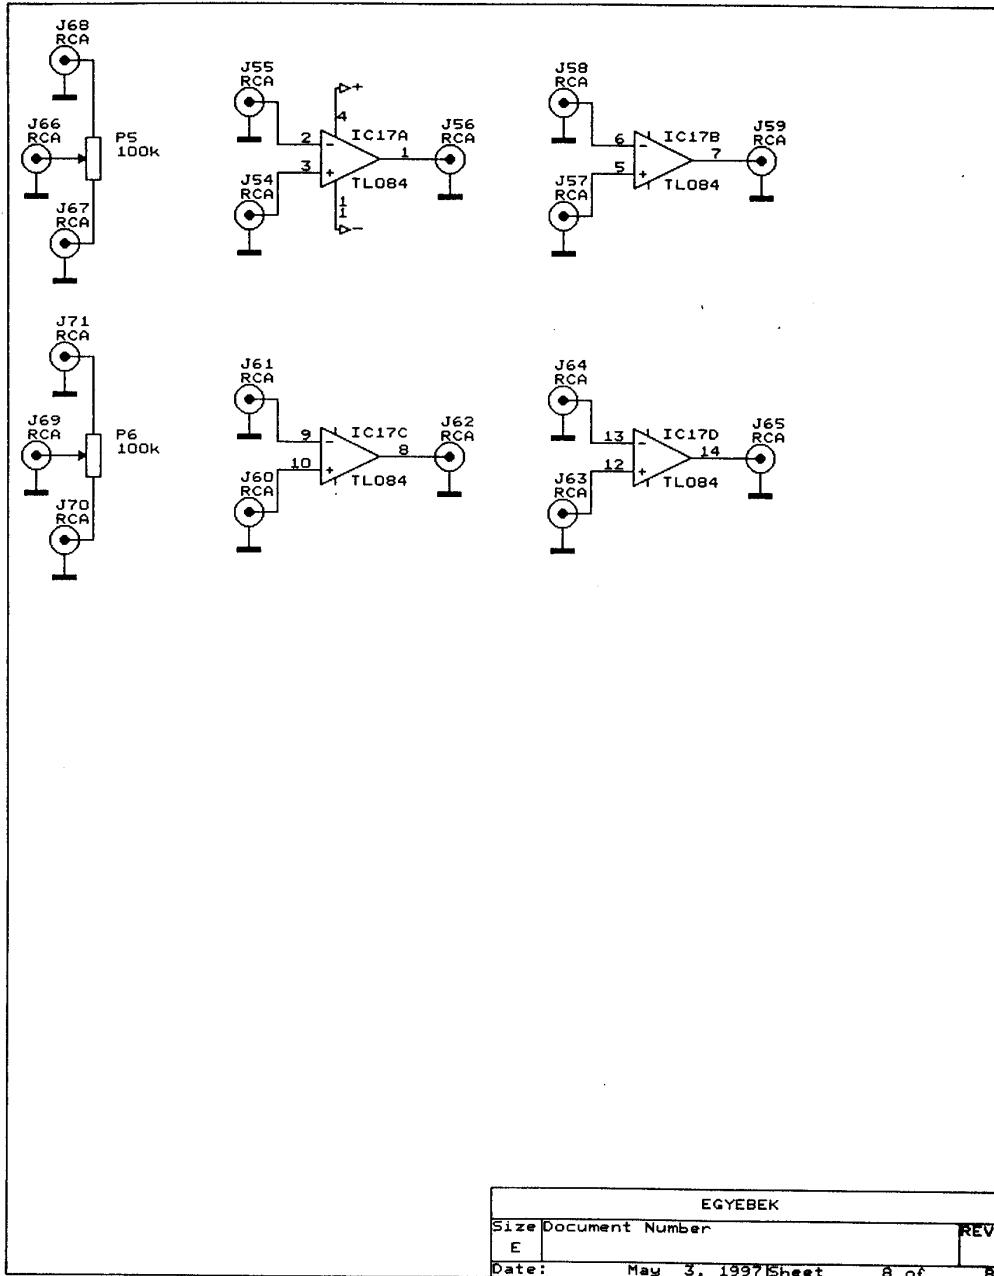 J68
RCA
J66
RCA
P5
100k
J67
RCA
J55
RCA
+
4
IC17A
2
-
3
+
1
TL084
J56
RCA
J54
RCA
1
1
-
J58
RCA
IC17B
6
-
5
+
7
TL084
J59
RCA
J57
RCA
J71
RCA
J69
RCA
P6
100k
J70
RCA
J61
RCA
IC17C
9
-
10
+
8
TL084
J62
RCA
J60
RCA
J64
RCA
IC17D
13
-
12
+
14
TL084
J65
RCA
J63
RCA
EGYEBEK
Size
Document Number
REV
E
Date: May 3, 1997
Sheet of